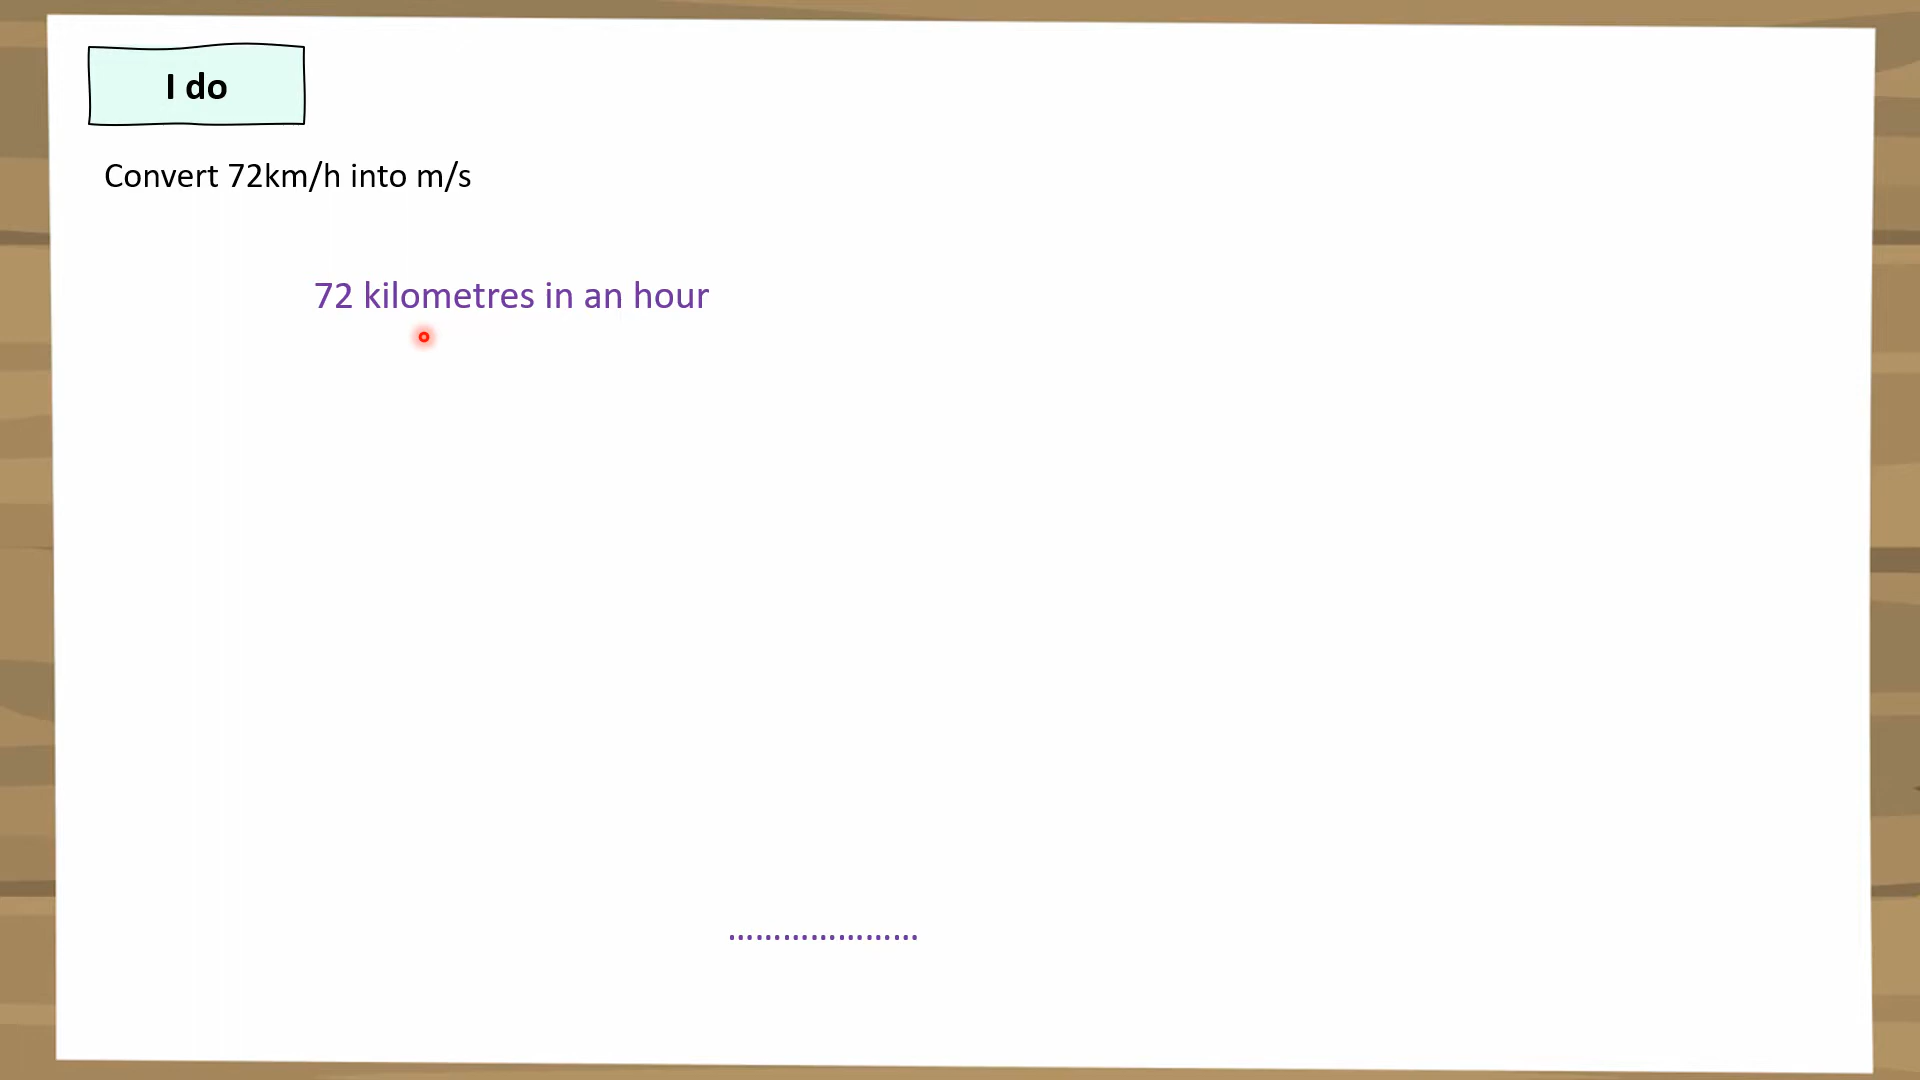 I do
Convert 72km/h into m/s
72 kilometres in an hour
.....................